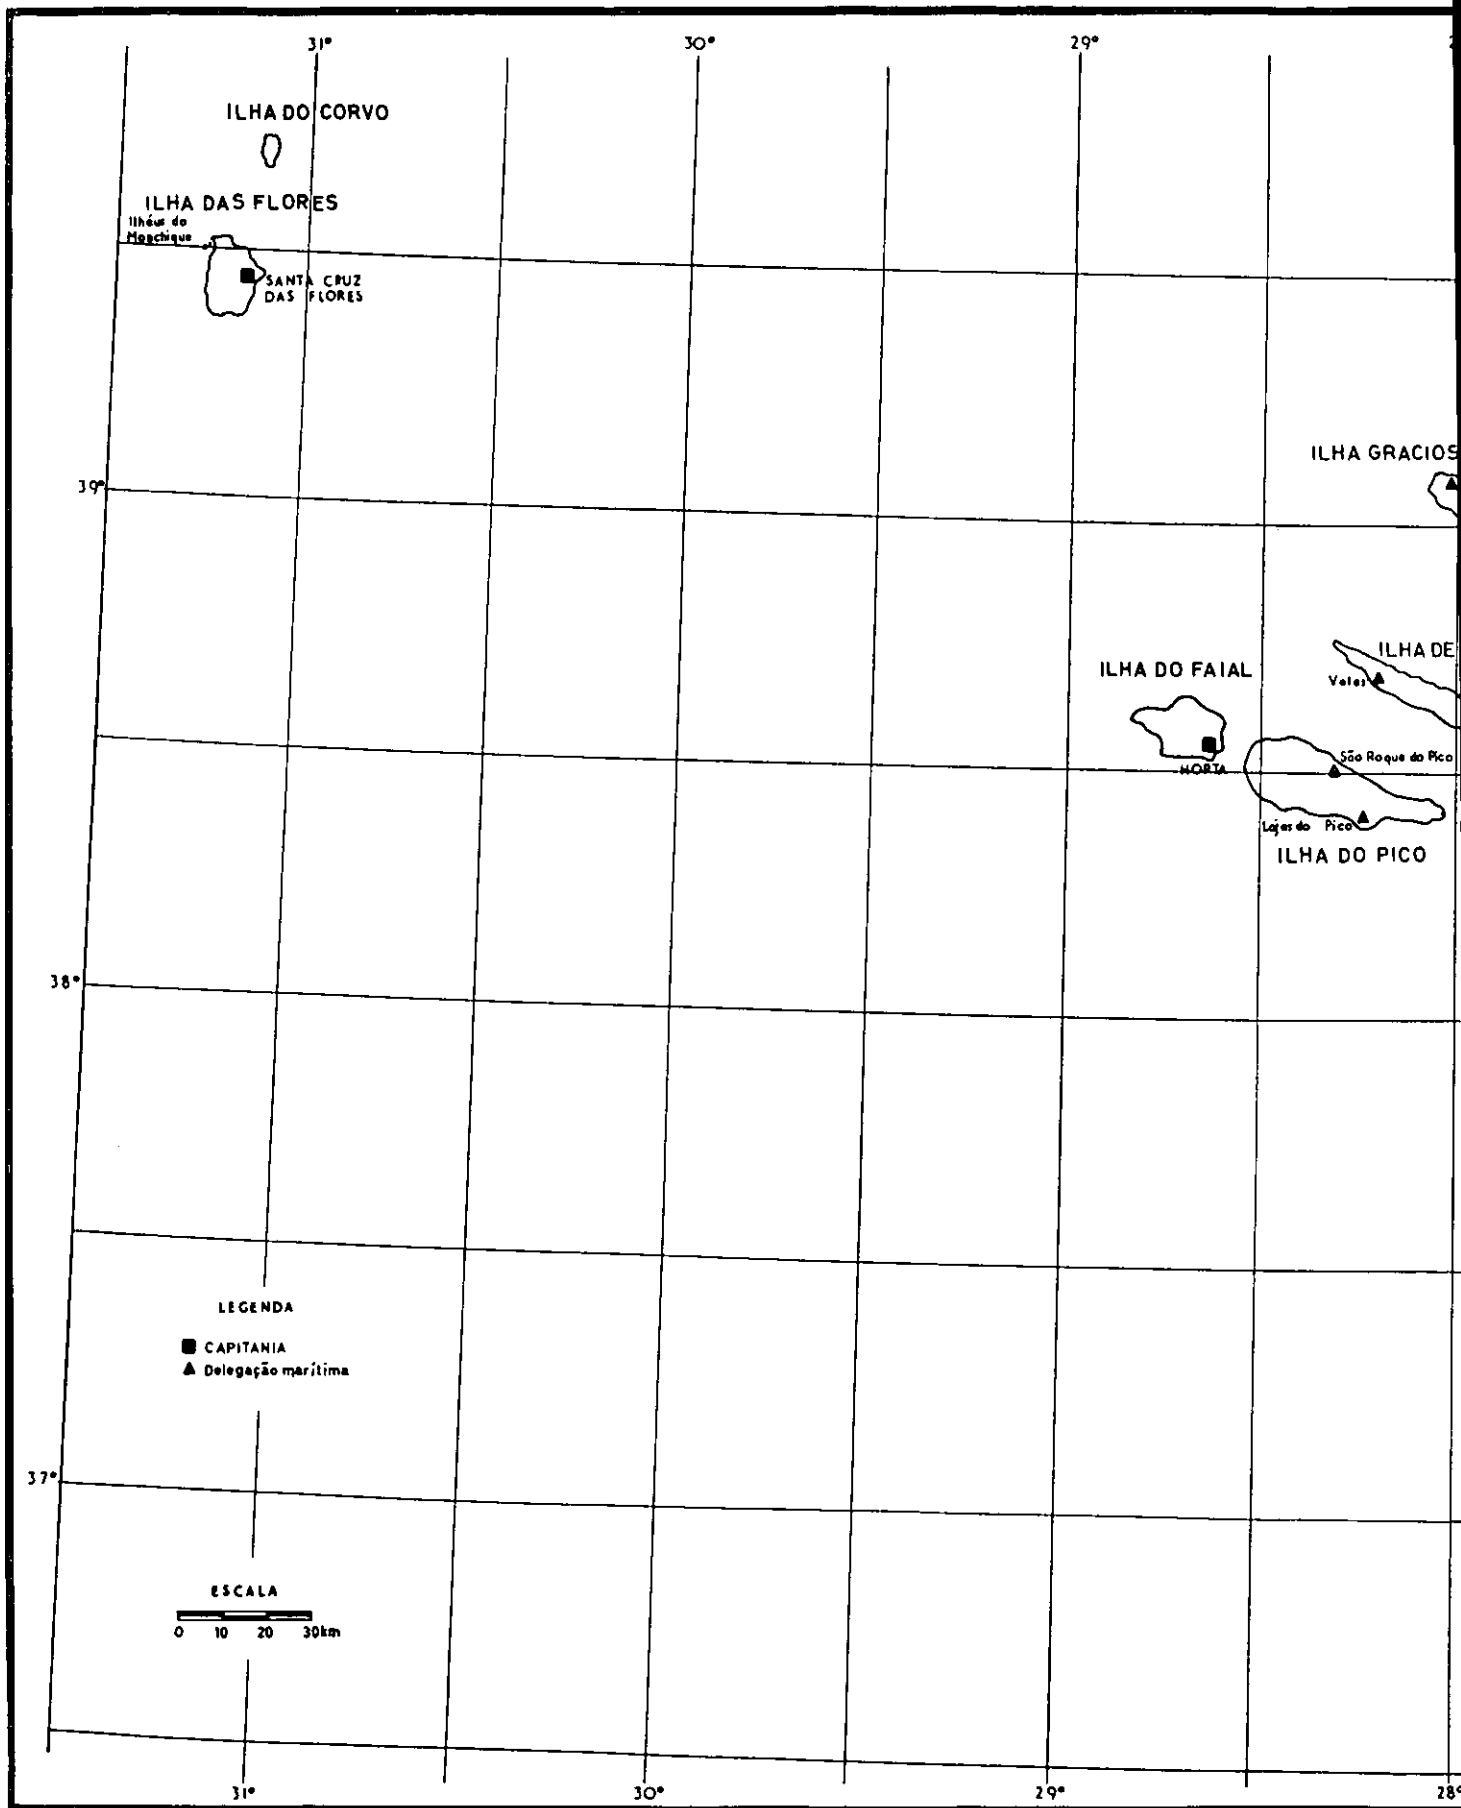 31°
30°
29°
ILHA DO CORVO
ILHA DAS FLORES
Ilhéus do
Monchique
SANTA CRUZ
DAS FLORES
ILHA GRACIOS
39°
ILHA DE
ILHA DO FAIAL
Velas
São Roque do Pico
HORTA
Lajes do Pico
ILHA DO PICO
38°
LEGENDA
CAPITANIA
Delegação marítima
37°
ESCALA
0 10 20 30km
31°
30°
29°
28°